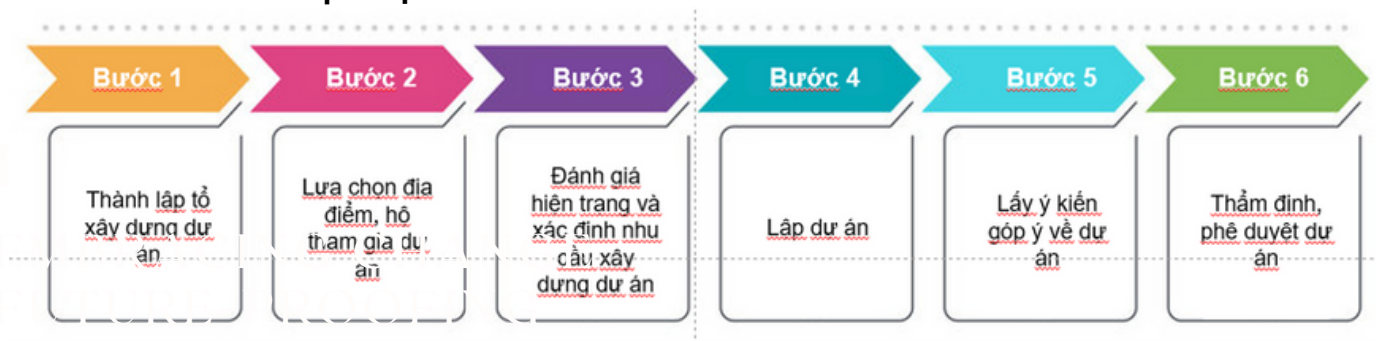 Bước 1
Thành lập tổ
xây dựng dự
án
Bước 2
Lựa chọn địa
điểm, hộ
tham gia dự
án
Bước 3
Đánh giá
hiện trạng và
xác định nhu
cầu xây
dựng dự án
Bước 4
Lập dự án
Bước 5
Lấy ý kiến
góp ý về dự
án
Bước 6
Thẩm định,
phê duyệt dự
án